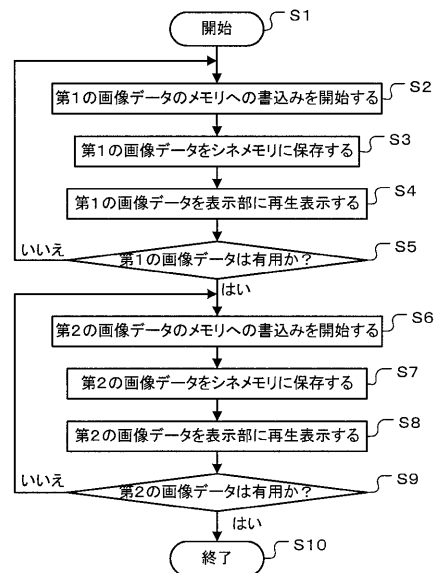 開始
S1
第1の画像データのメモリへの書込みを開始する
S2
第1の画像データをシネメモリに保存する
S3
第1の画像データを表示部に再生表示する
S4
いいえ
第1の画像データは有用か?
S5
はい
第2の画像データのメモリへの書込みを開始する
S6
第2の画像データをシネメモリに保存する
S7
第2の画像データを表示部に再生表示する
S8
いいえ
第2の画像データは有用か?
S9
はい
終了
S10